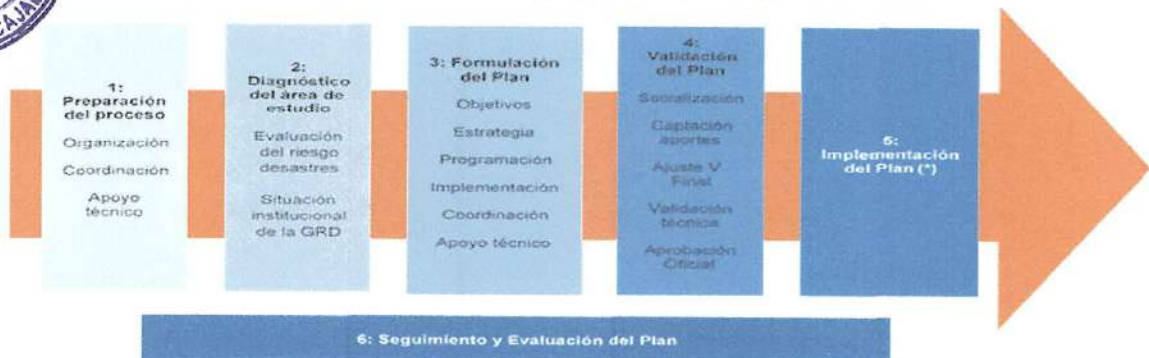 CAJA
1:
Preparación
del proceso
Organización
Coordinación
Apoyo
técnico
2:
Diagnóstico
del área de
estudio
Evaluación
del riesgo
desastres
Situación
institucional
de la GRD
3: Formulación
del Plan
Objetivos
Estrategia
Programación
Implementación
Coordinación
Apoyo técnico
4:
Validación
del Plan
Socialización
Captación
aportes
Ajuste V
Final
Validación
técnica
Aprobación
Oficial
5:
Implementación
del Plan (*)
6: Seguimiento y Evaluación del Plan